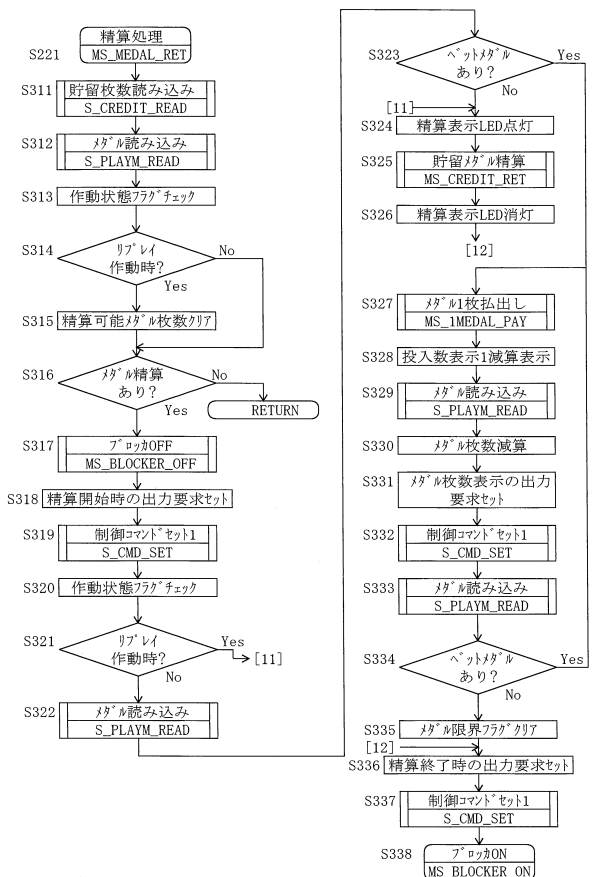 精算処理
S221 MS_MEDAL_RET
S311 貯留枚数読み込み
S_CREDIT_READ
S312 ﾒﾀﾞﾙ読み込み
S_PLAYM_READ
S313 作動状態ﾌﾗｸﾞﾁｪｯｸ
S314 ﾘﾌﾟﾚｲ
作動時?
No
Yes
S315 精算可能ﾒﾀﾞﾙ枚数ｸﾘｱ
S316 ﾒﾀﾞﾙ精算
あり?
No
Yes
RETURN
S317 ﾌﾞﾛｯｶOFF
MS_BLOCKER_OFF
S318 精算開始時の出力要求ｾｯﾄ
S319 制御ｺﾏﾝﾄﾞｾｯﾄ1
S_CMD_SET
S320 作動状態ﾌﾗｸﾞﾁｪｯｸ
S321 ﾘﾌﾟﾚｲ
作動時?
Yes
[11]
No
S322 ﾒﾀﾞﾙ読み込み
S_PLAYM_READ
S323 ﾍﾞｯﾄﾒﾀﾞﾙ
あり?
Yes
No
[11]
S324 精算表示LED点灯
S325 貯留ﾒﾀﾞﾙ精算
MS_CREDIT_RET
S326 精算表示LED消灯
[12]
S327 ﾒﾀﾞﾙ1枚払出し
MS_1MEDAL_PAY
S328 投入数表示1減算表示
S329 ﾒﾀﾞﾙ読み込み
S_PLAYM_READ
S330 ﾒﾀﾞﾙ枚数減算
S331 ﾒﾀﾞﾙ枚数表示の出力
要求ｾｯﾄ
S332 制御ｺﾏﾝﾄﾞｾｯﾄ1
S_CMD_SET
S333 ﾒﾀﾞﾙ読み込み
S_PLAYM_READ
S334 ﾍﾞｯﾄﾒﾀﾞﾙ
あり?
Yes
No
S335 ﾒﾀﾞﾙ限界ﾌﾗｸﾞｸﾘｱ
[12]
S336 精算終了時の出力要求ｾｯﾄ
S337 制御ｺﾏﾝﾄﾞｾｯﾄ1
S_CMD_SET
S338 ﾌﾞﾛｯｶON
MS_BLOCKER_ON